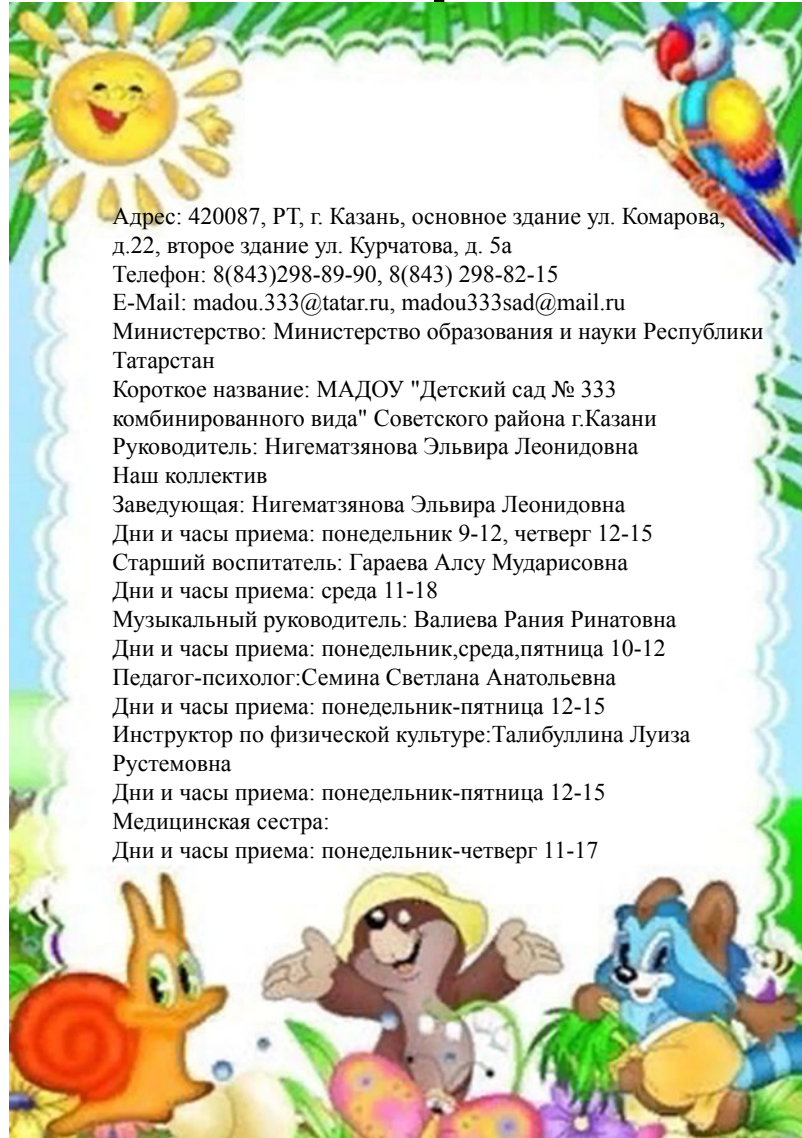 Адрес: 420087, РТ, г. Казань, основное здание ул. Комарова,
д.22, второе здание ул. Курчатова, д. 5а
Телефон: 8(843)298-89-90, 8(843) 298-82-15
E-Mail: madou.333@tatar.ru, madou333sad@mail.ru
Министерство: Министерство образования и науки Республики
Татарстан
Короткое название: МАДОУ "Детский сад № 333
комбинированного вида" Советского района г.Казани
Руководитель: Нигематзянова Эльвира Леонидовна
Наш коллектив
Заведующая: Нигематзянова Эльвира Леонидовна
Дни и часы приема: понедельник 9-12, четверг 12-15
Старший воспитатель: Гараева Алсу Мударисовна
Дни и часы приема: среда 11-18
Музыкальный руководитель: Валиева Рания Ринатовна
Дни и часы приема: понедельник,среда,пятница 10-12
Педагог-психолог:Семина Светлана Анатольевна
Дни и часы приема: понедельник-пятница 12-15
Инструктор по физической культуре:Талибуллина Луиза
Рустемовна
Дни и часы приема: понедельник-пятница 12-15
Медицинская сестра:
Дни и часы приема: понедельник-четверг 11-17